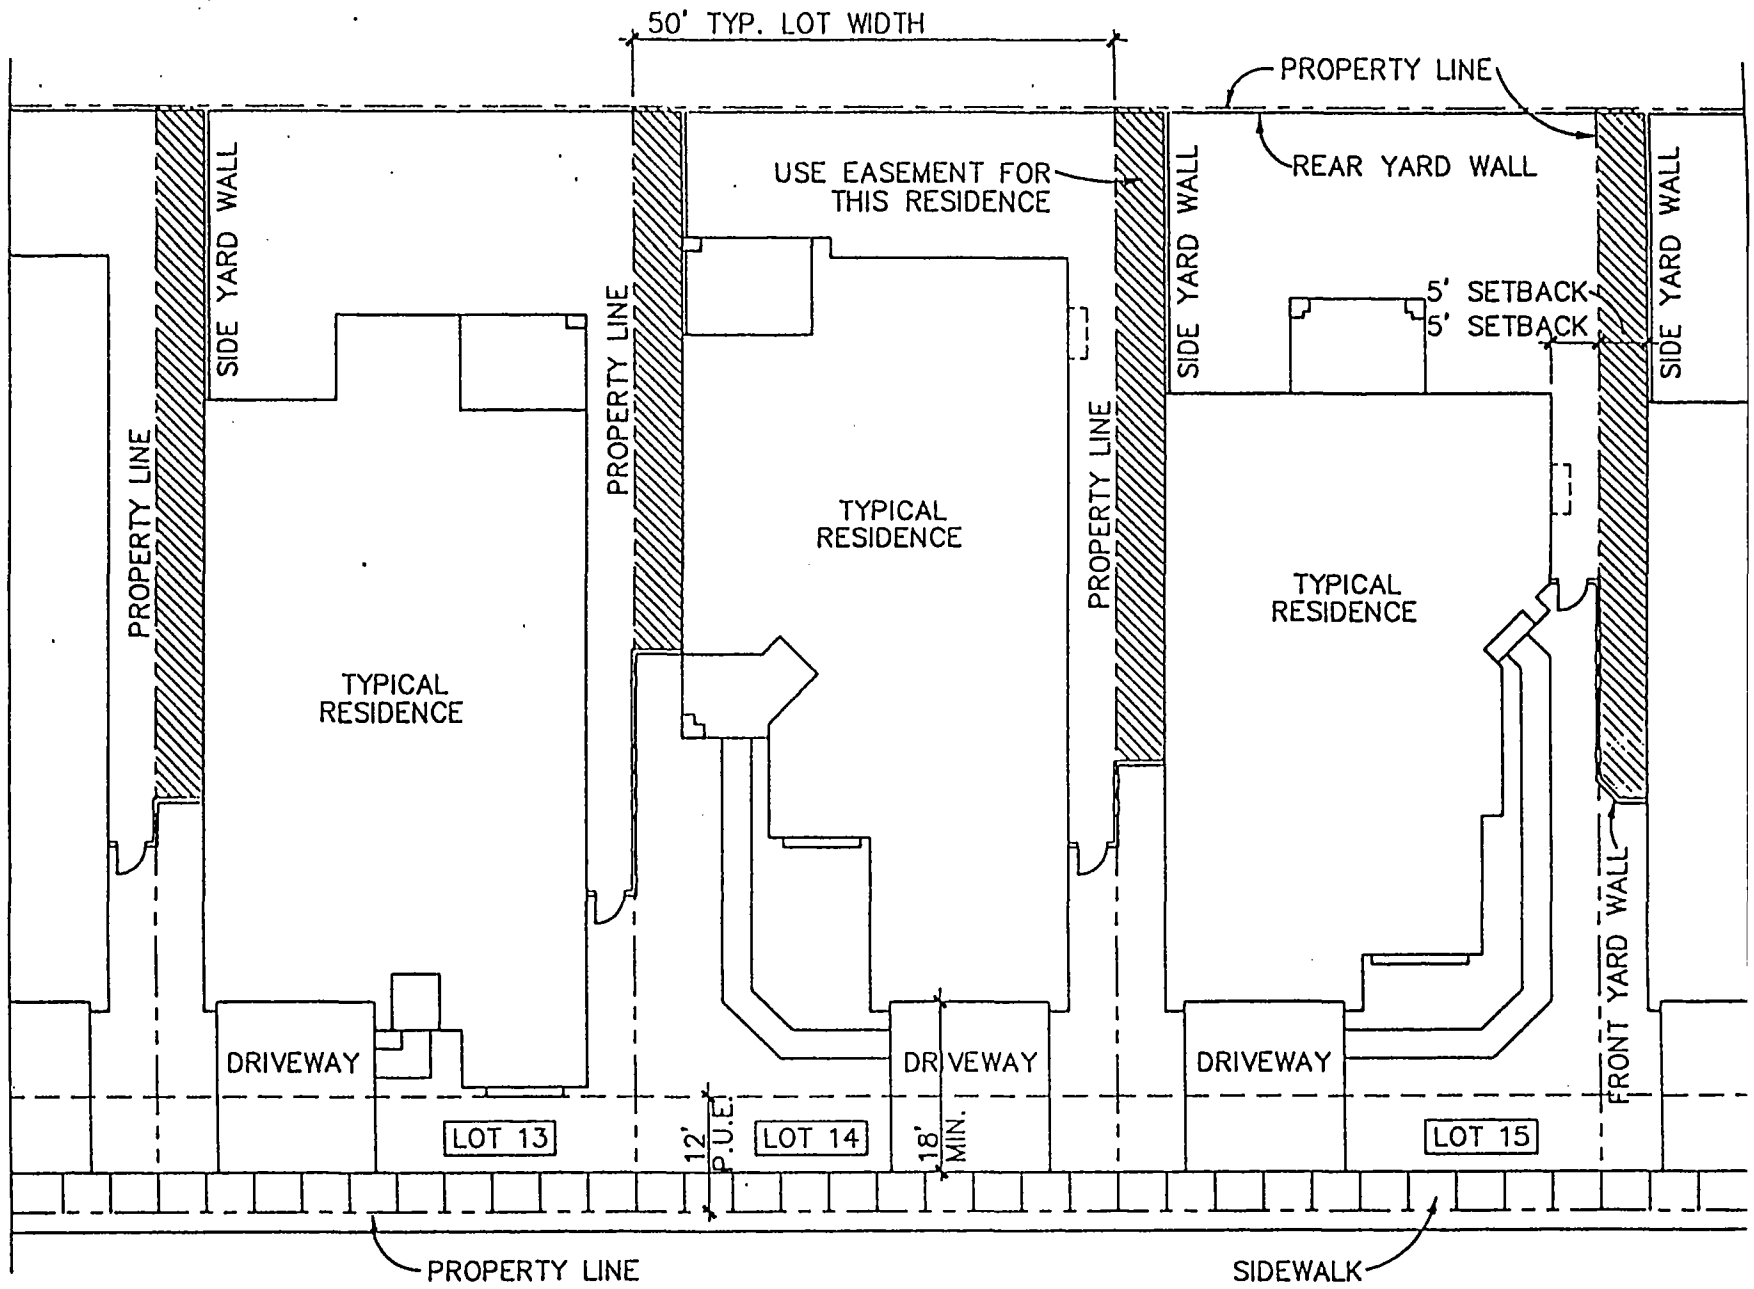 50' TYP. LOT WIDTH
PROPERTY LINE
REAR YARD WALL
USE EASEMENT FOR
THIS RESIDENCE
SIDE YARD WALL
SIDE YARD WALL
SIDE YARD WALL
5' SETBACK
5' SETBACK
PROPERTY LINE
PROPERTY LINE
PROPERTY LINE
TYPICAL
RESIDENCE
TYPICAL
RESIDENCE
TYPICAL
RESIDENCE
FRONT YARD WALL
DRIVEWAY
DRIVEWAY
DRIVEWAY
LOT 13
12'
P.U.E.
LOT 14
18'
MIN.
LOT 15
PROPERTY LINE
SIDEWALK